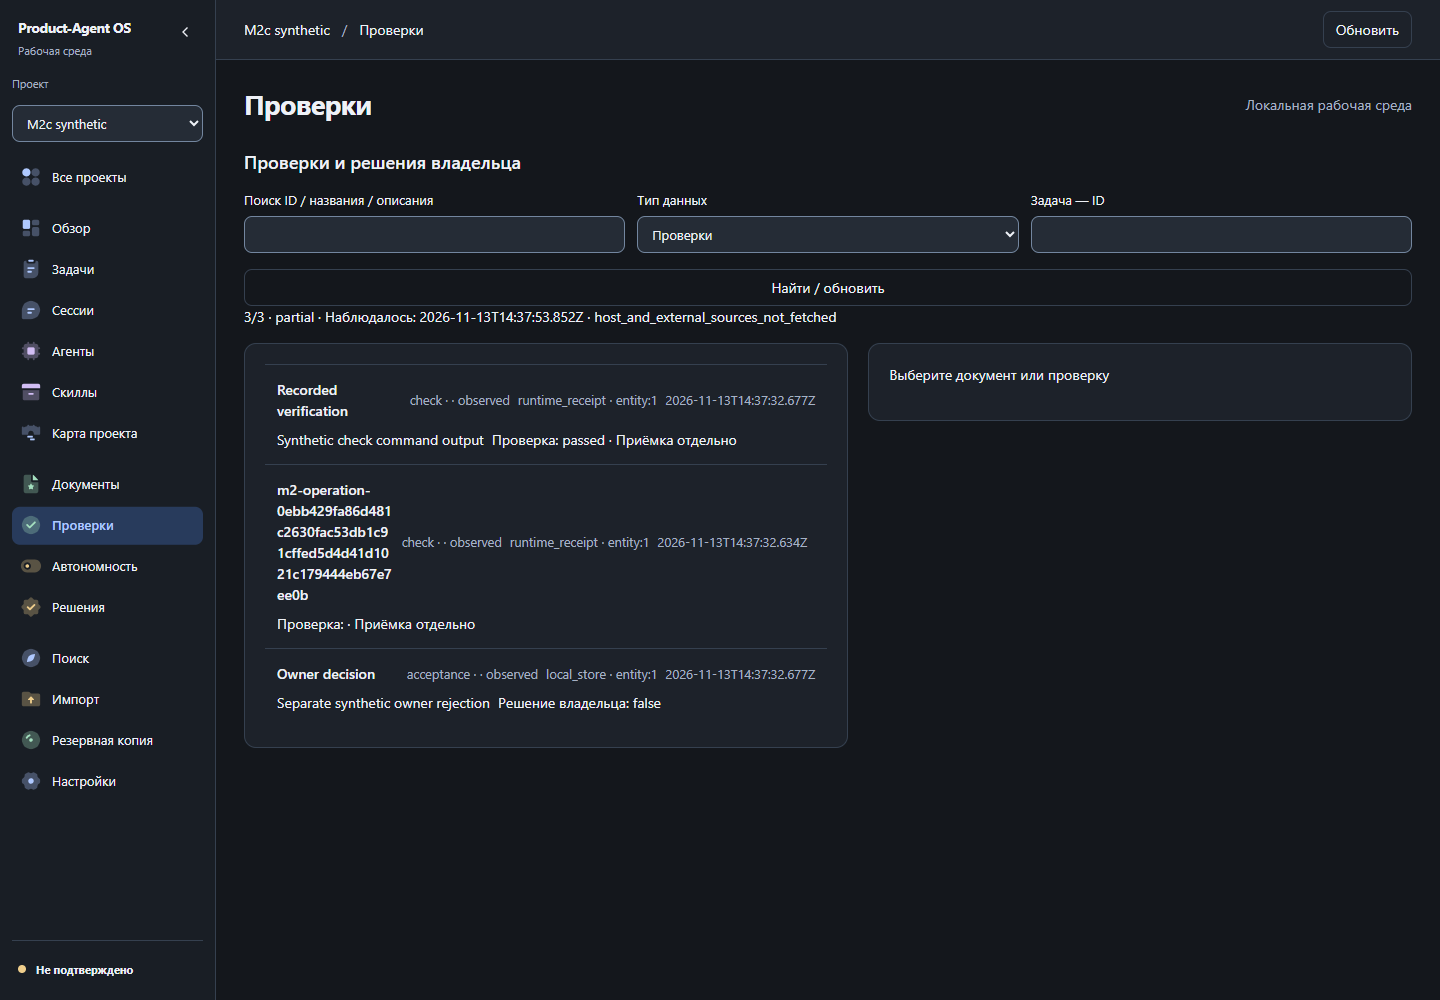 Product-Agent OS
Рабочая среда
Проект
M2c synthetic
Все проекты
Обзор
Задачи
Сессии
Агенты
Скиллы
Карта проекта
Документы
Проверки
Автономность
Решения
Поиск
Импорт
Резервная копия
Настройки
Не подтверждено
M2c synthetic / Проверки
Обновить
Проверки
Локальная рабочая среда
Проверки и решения владельца
Поиск ID / названия / описания
Тип данных
Задача — ID
Проверки
Найти / обновить
3/3 · partial · Наблюдалось: 2026-11-13T14:37:53.852Z · host_and_external_sources_not_fetched
Recorded
verification
check · · observed runtime_receipt · entity:1 2026-11-13T14:37:32.677Z
Synthetic check command output Проверка: passed · Приёмка отдельно
m2-operation-
0ebb429fa86d481
c2630fac53db1c9
1cffed5d4d41d10
21c179444eb67e7
ee0b
check · · observed runtime_receipt · entity:1 2026-11-13T14:37:32.634Z
Проверка: · Приёмка отдельно
Owner decision acceptance · · observed local_store · entity:1 2026-11-13T14:37:32.677Z
Separate synthetic owner rejection Решение владельца: false
Выберите документ или проверку